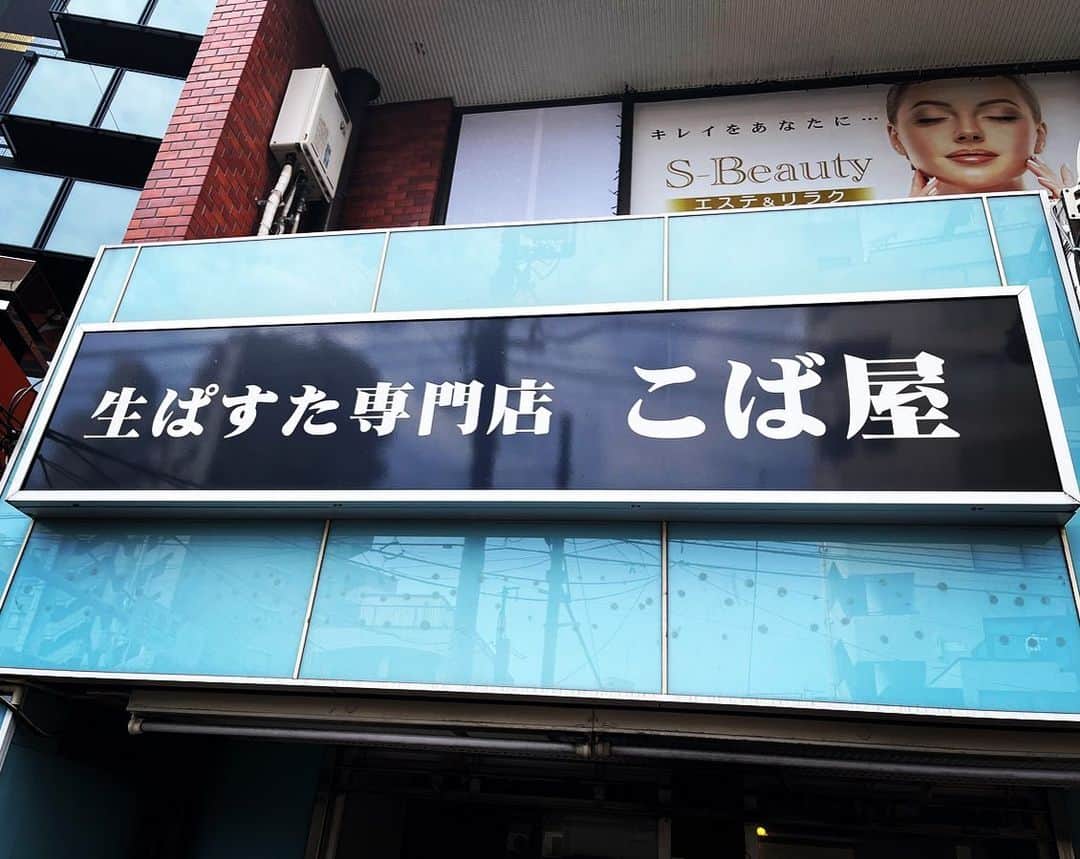 キレイをあなたに…
S-Beauty
エステ&リラク
生ぱすた専門店 こば屋